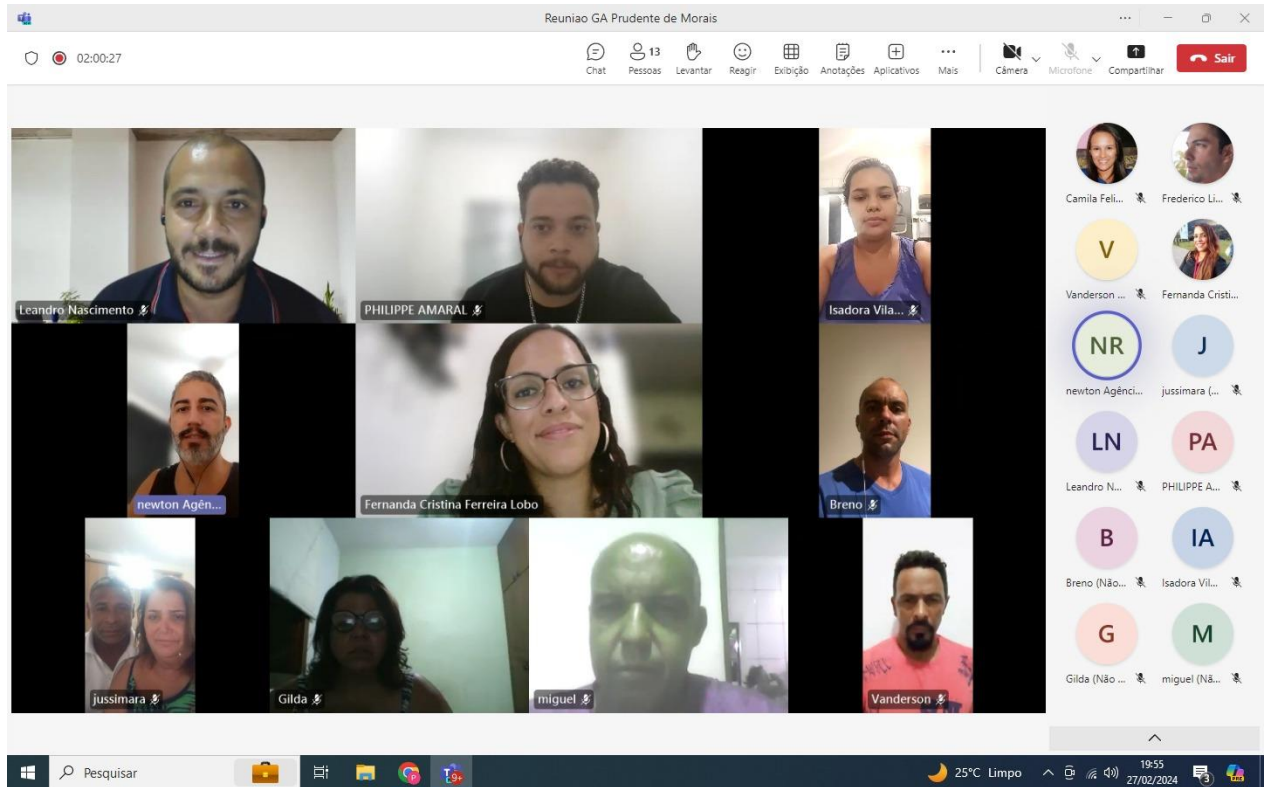 Reuniao GA Prudente de Morais
02:00:27
13
Chat
Pessoas
Levantar
Reagir
Exibição
Anotações
Aplicativos
Mais
Câmera
Microfone
Compartilhar
Sair
Leandro Nascimento
PHILIPPE AMARAL
Isadora Vila...
newton Agên...
Fernanda Cristina Ferreira Lobo
Breno
jussimara
Gilda
miguel
Vanderson
Camila Feli...
Frederico Li...
V
Vanderson ...
Fernanda Cristi...
NR
J
newton Agênci...
jussimara (...
LN
PA
Leandro N...
PHILIPPE A...
B
IA
Breno (Não...
Isadora Vil...
G
M
Gilda (Não ...
miguel (Nã...
Pesquisar
9+
25°C Limpo
19:55
27/02/2024
3
PRE